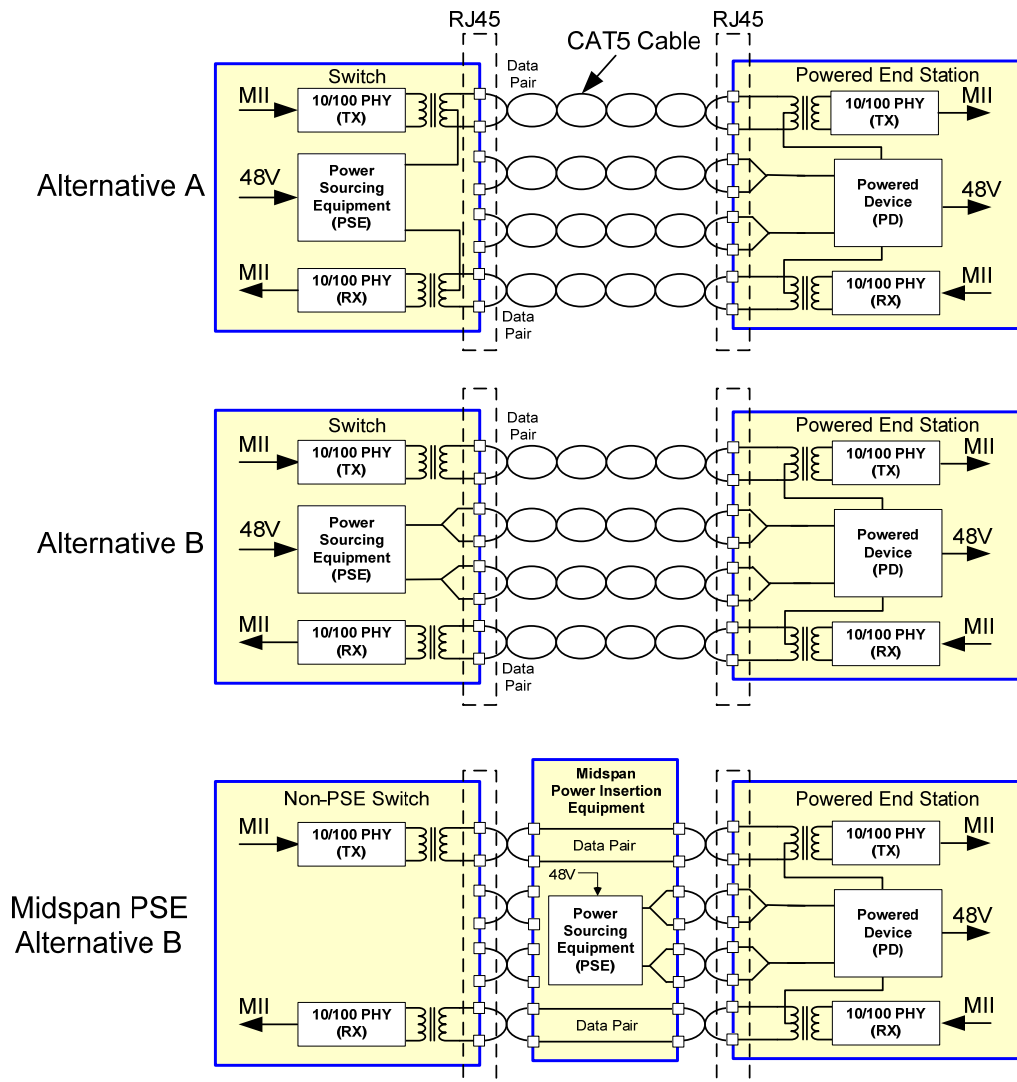 RJ45
RJ45
CAT5 Cable
Alternative A
Switch
MII
10/100 PHY
(TX)
48V
Power
Sourcing
Equipment
(PSE)
MII
10/100 PHY
(RX)
Data
Pair
Data
Pair
Powered End Station
10/100 PHY
(TX)
MII
Powered
Device
(PD)
48V
10/100 PHY
(RX)
MII
Alternative B
Switch
MII
10/100 PHY
(TX)
48V
Power
Sourcing
Equipment
(PSE)
MII
10/100 PHY
(RX)
Data
Pair
Data
Pair
Powered End Station
10/100 PHY
(TX)
MII
Powered
Device
(PD)
48V
10/100 PHY
(RX)
MII
Midspan PSE
Alternative B
Non-PSE Switch
MII
10/100 PHY
(TX)
MII
10/100 PHY
(RX)
Midspan
Power Insertion
Equipment
Data Pair
48V
Power
Sourcing
Equipment
(PSE)
Data Pair
Powered End Station
10/100 PHY
(TX)
MII
Powered
Device
(PD)
48V
10/100 PHY
(RX)
MII